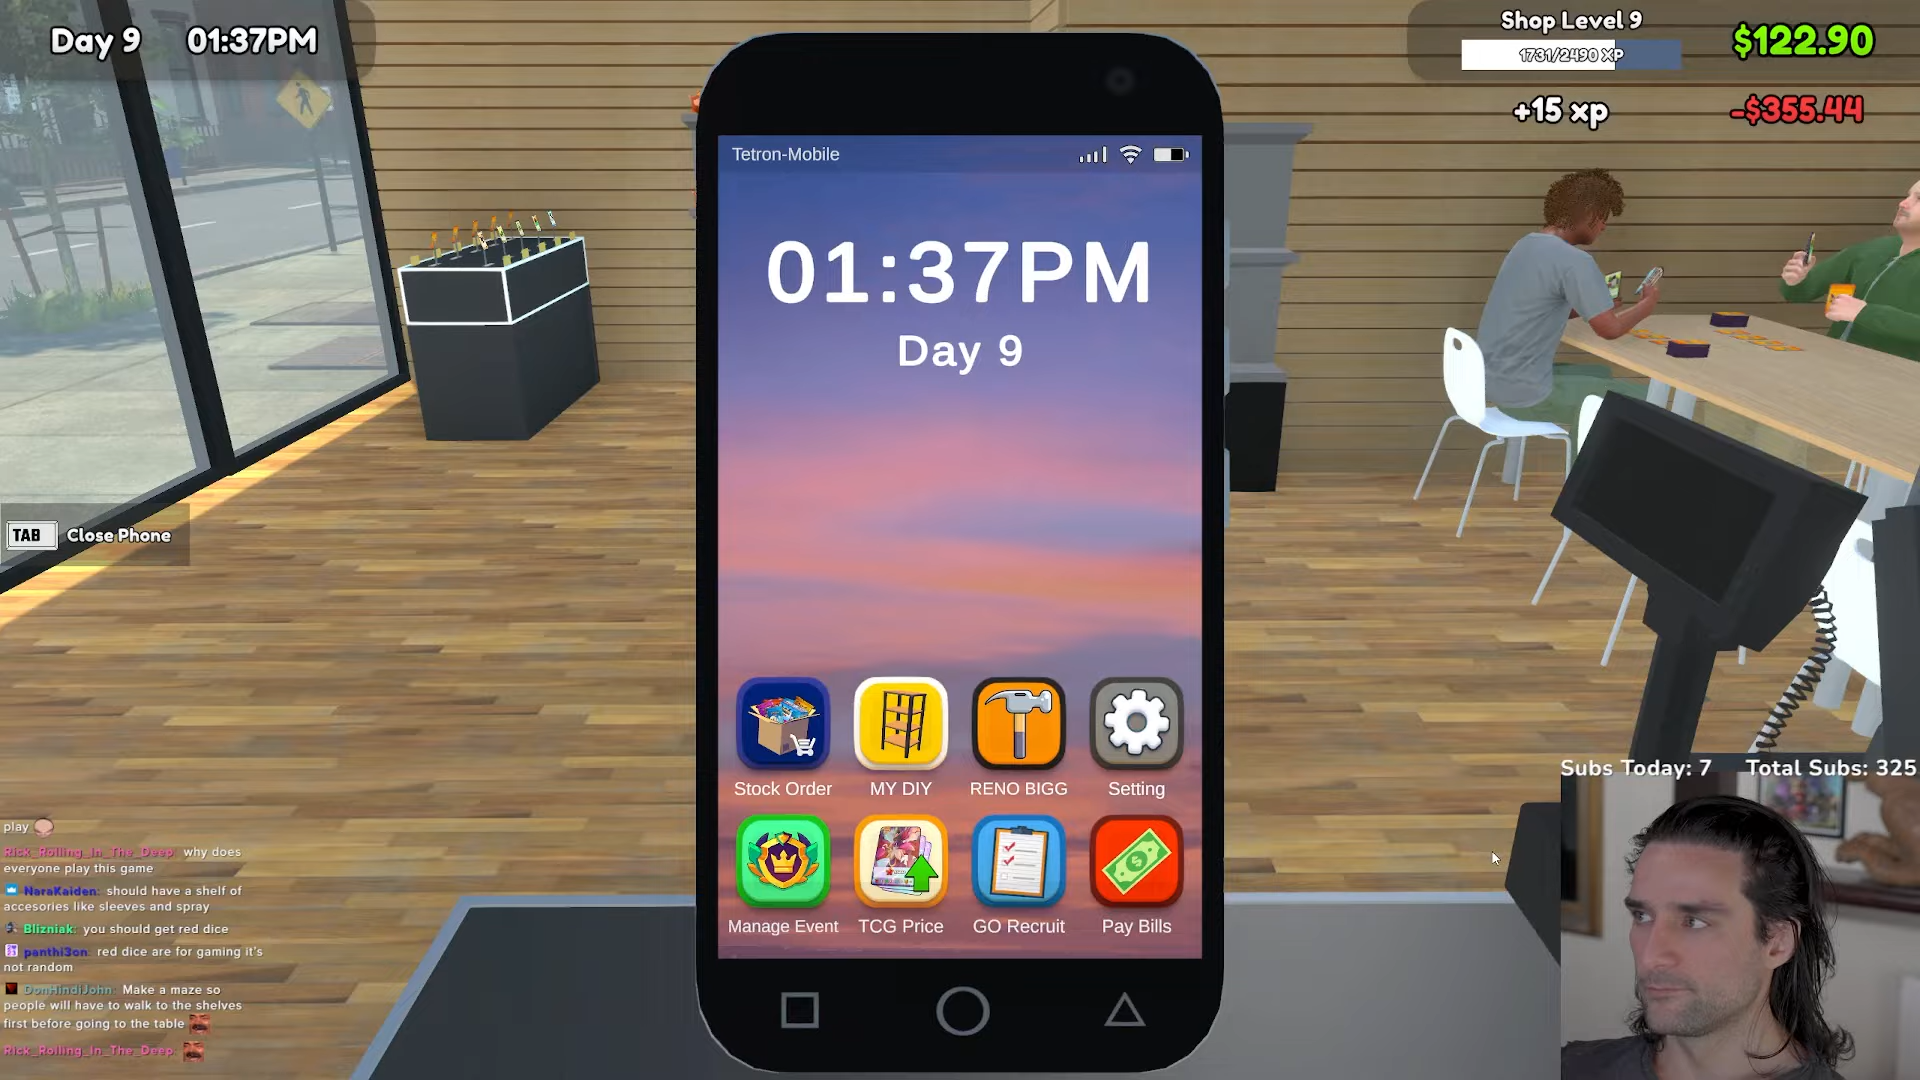 Day 9
01:37PM
Shop Level 9
1731/2490 XP
$122.90
+15 xp
-$355.44
Tetron-Mobile
01:37PM
Day 9
TAB
Close Phone
Stock Order
MY DIY
RENO BIGG
Setting
Manage Event
TCG Price
GO Recruit
Pay Bills
Subs Today: 7
Total Subs: 325
play
Rick_Rolling_In_The_Deep: why does
everyone play this game
NaraKaiden: should have a shelf of
accesories like sleeves and spray
Blizniak: you should get red dice
panthi3on: red dice are for gaming it's
not random
DonHindiJohn: Make a maze so
people will have to walk to the shelves
first before going to the table
Rick_Rolling_In_The_Deep: